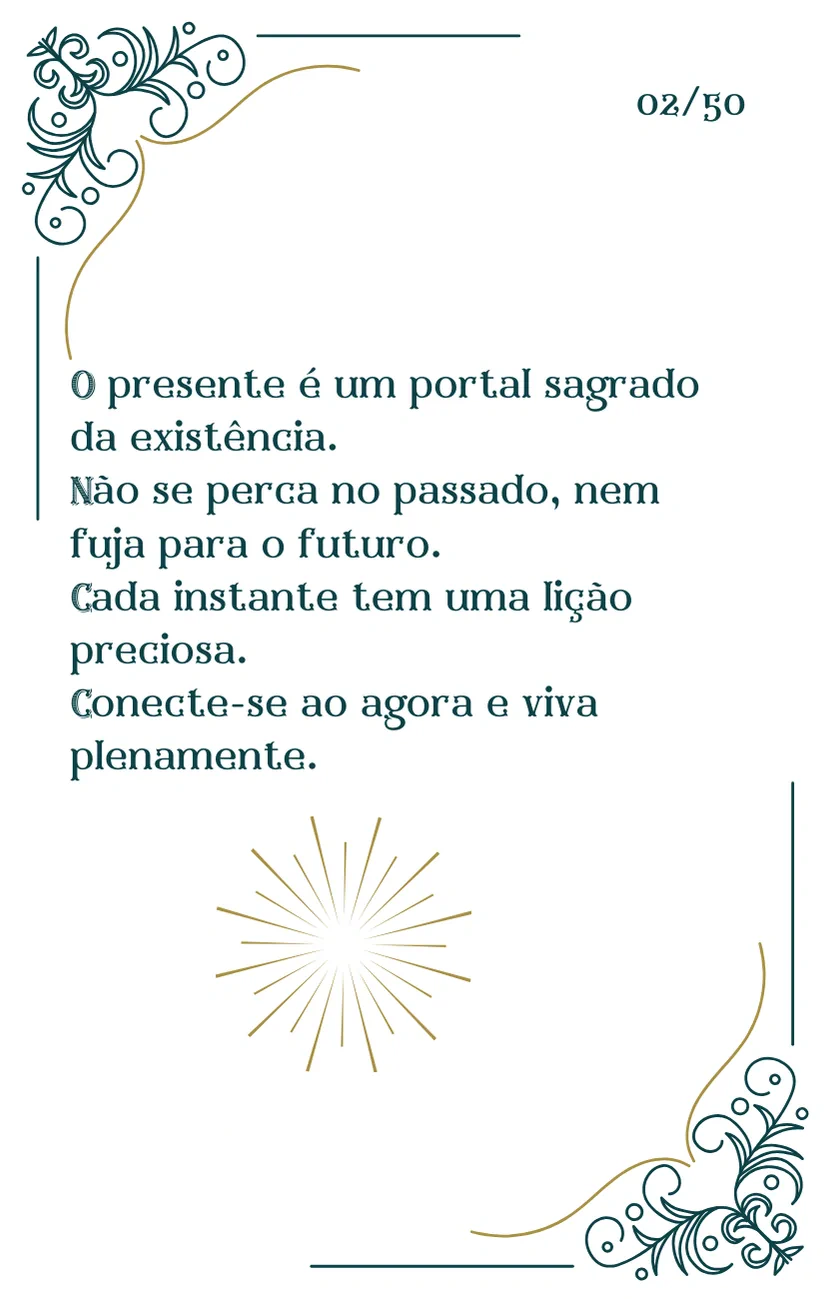 02/50
O presente é um portal sagrado
da existência.
Não se perca no passado, nem
fuja para o futuro.
Cada instante tem uma lição
preciosa.
Conecte-se ao agora e viva
plenamente.